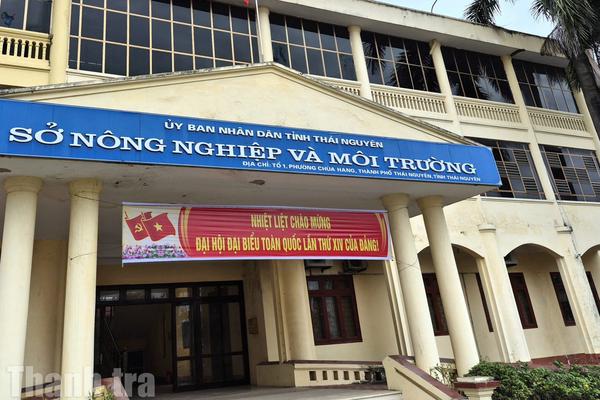 ỦY BAN NHÂN DÂN TỈNH THÁI NGUYÊN
SỞ NÔNG NGHIỆP VÀ MÔI TRƯỜNG
ĐỊA CHỈ: TỔ 1, PHƯỜNG CHÙA HANG, THÀNH PHỐ THÁI NGUYÊN, TỈNH THÁI NGUYÊN
NHIỆT LIỆT CHÀO MỪNG
ĐẠI HỘI ĐẠI BIỂU TOÀN QUỐC LẦN THỨ XIV CỦA ĐẢNG!
Thanh tra